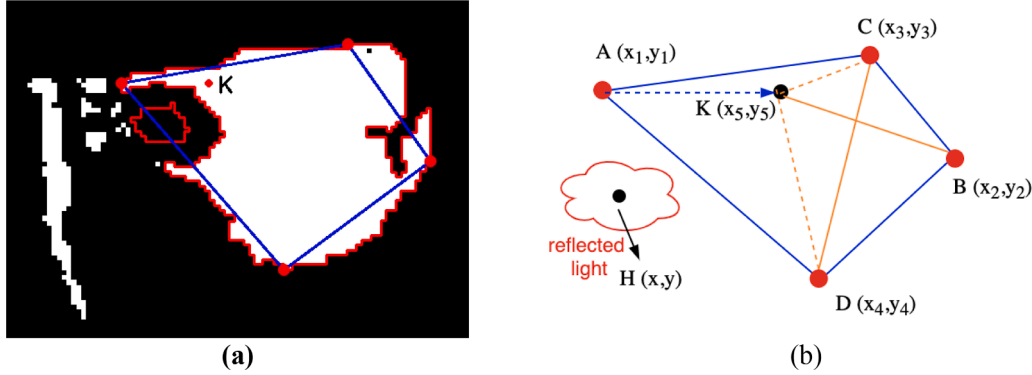 K
C (x₃,y₃)
A (x₁,y₁)
K (x₅,y₅)
B (x₂,y₂)
reflected
light
H (x,y)
D (x₄,y₄)
(a)
(b)